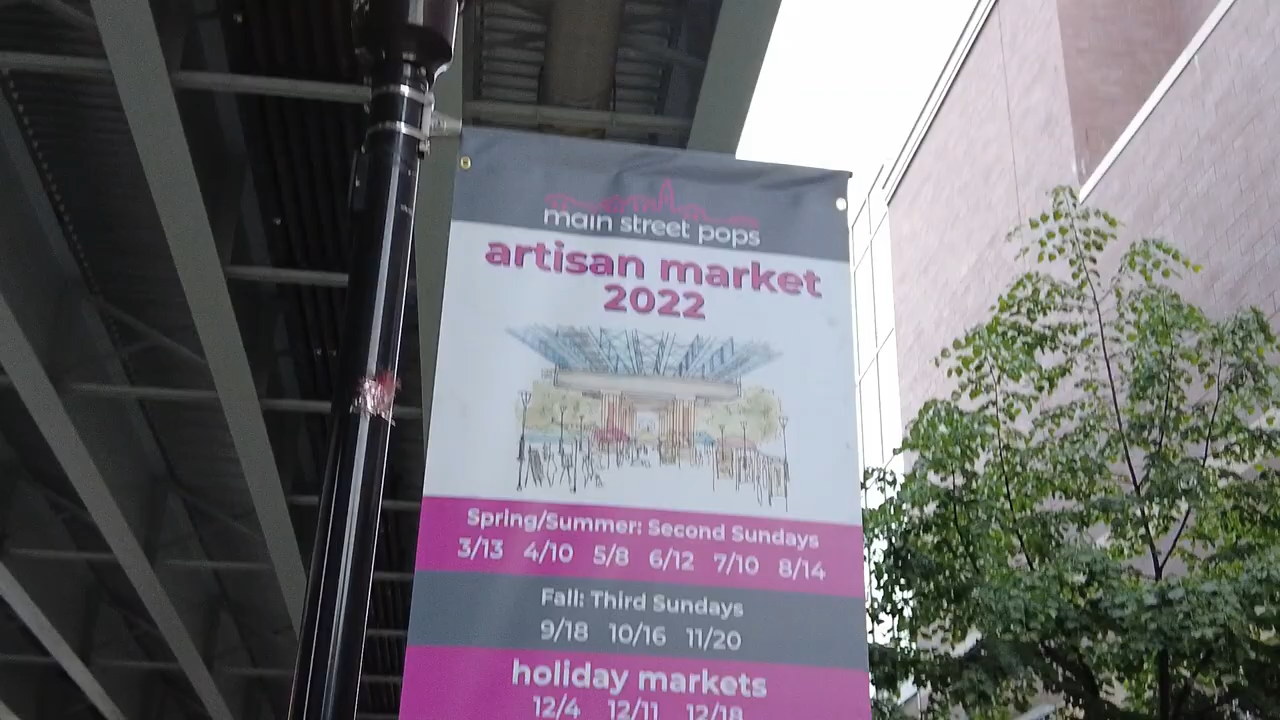 main street pops
artisan market
2022
Spring/Summer: Second Sundays
3/13 4/10 5/8 6/12 7/10 8/14
Fall: Third Sundays
9/18 10/16 11/20
holiday markets
12/4 12/11 12/18